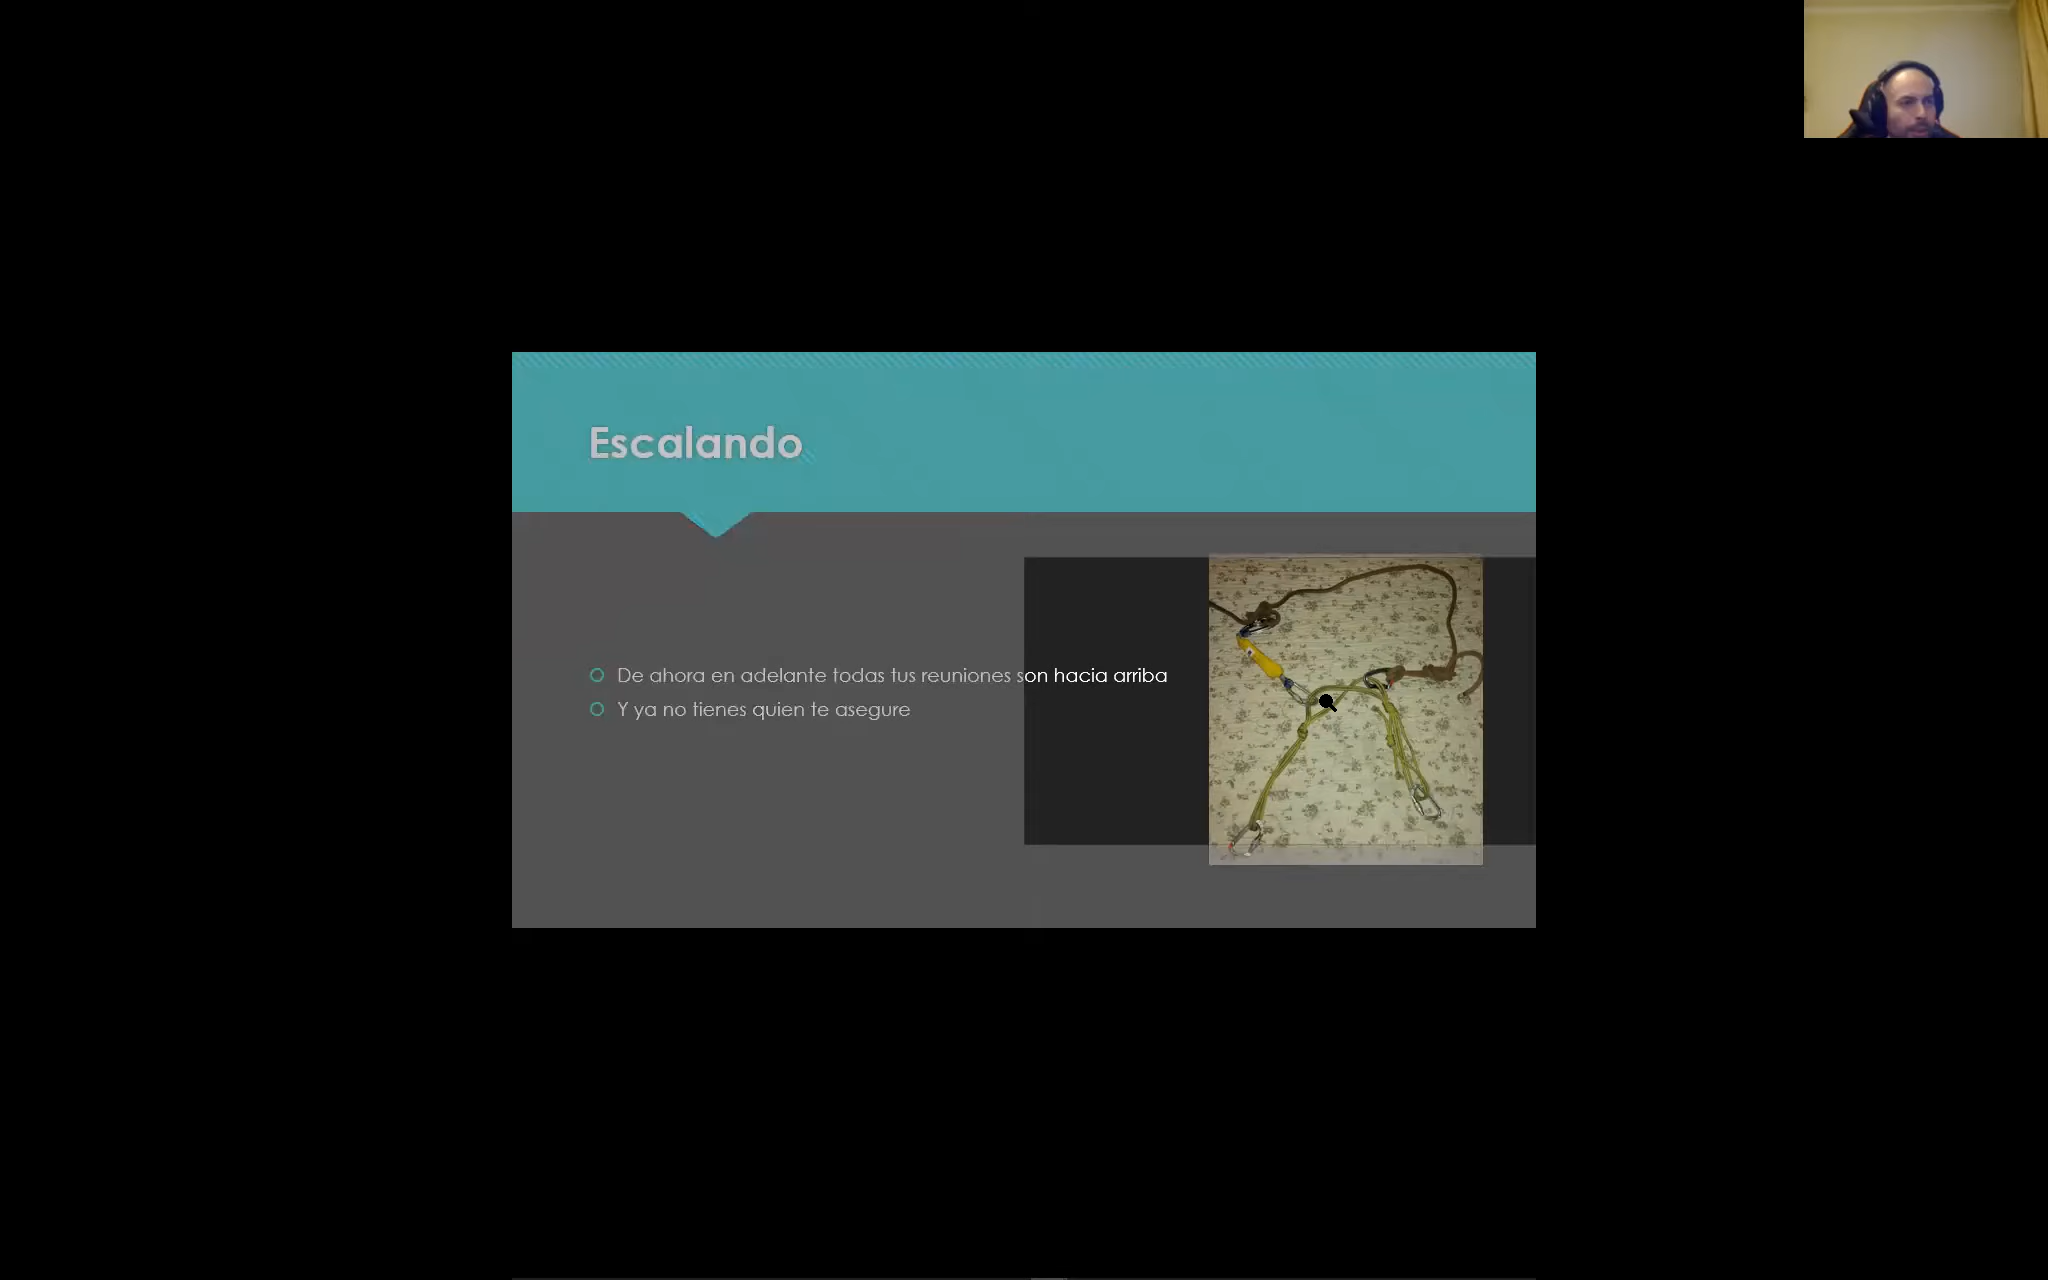 Escalando
De ahora en adelante todas tus reuniones son hacia arriba
Y ya no tienes quien te asegure